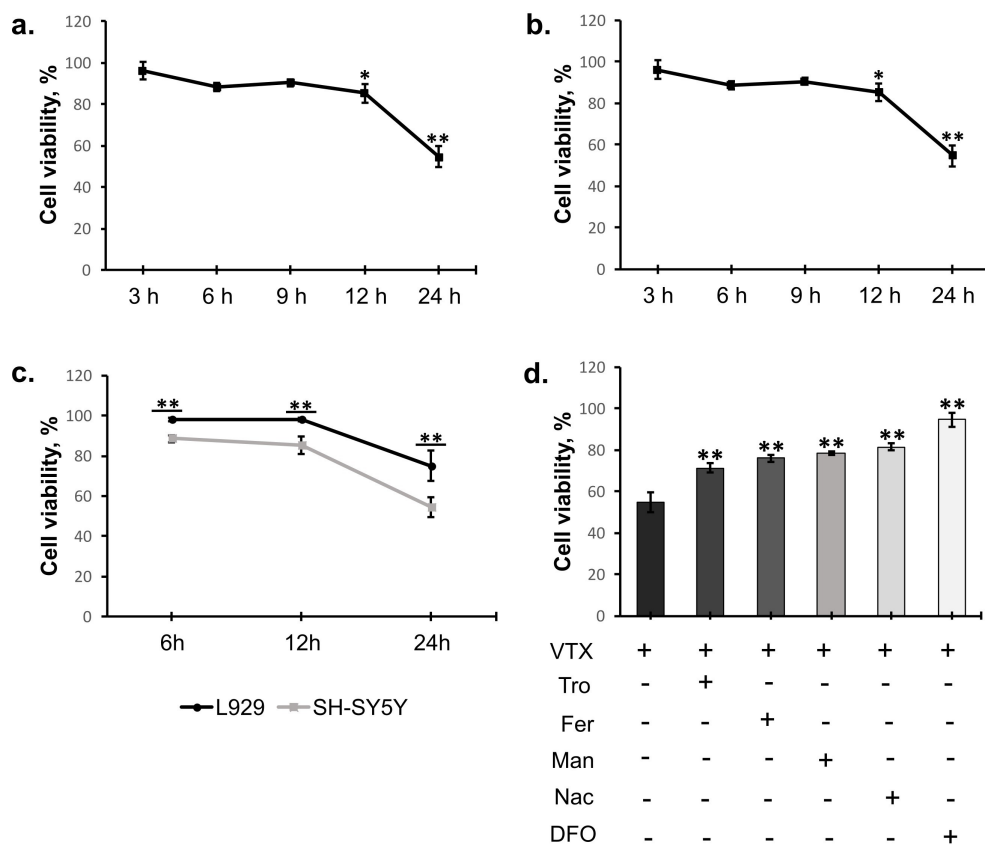 a.
Cell viability, %
120
100
80
60
40
20
0
*
**
3 h 6 h 9 h 12 h 24 h
b.
Cell viability, %
120
100
80
60
40
20
0
*
**
3 h 6 h 9 h 12 h 24 h
c.
Cell viability, %
120
100
80
60
40
20
0
** ** **
6h 12h 24h
L929 SH-SY5Y
d.
Cell viability, %
120
100
80
60
40
20
0
** ** ** ** **
VTX + + + + + +
Tro - + - - - -
Fer - - + - - -
Man - - - + - -
Nac - - - - + -
DFO - - - - - +